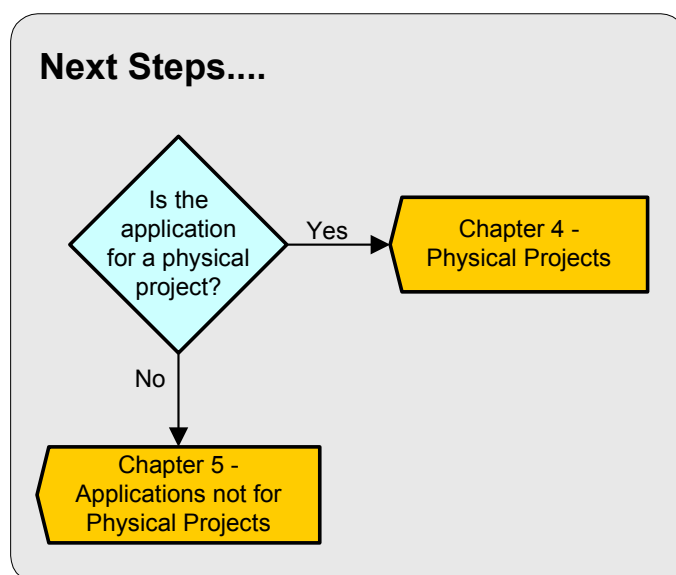 Next Steps....
Is the
application
for a physical
project?
Yes
Chapter 4 -
Physical Projects
No
Chapter 5 -
Applications not for
Physical Projects